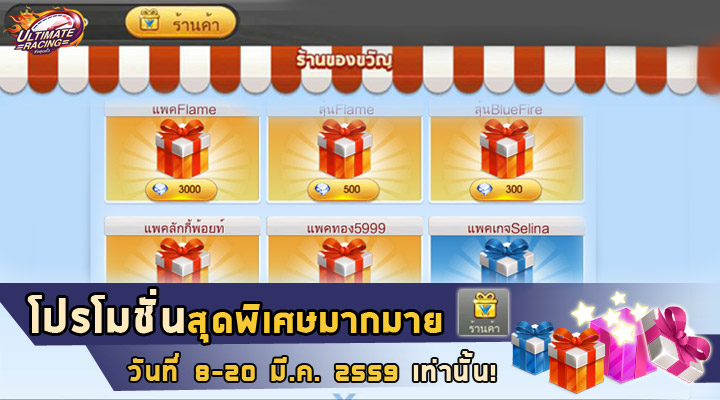 ULTIMATE
RACING
ร้านค้า
ร้านของขวัญ
แพคFlame
ลุ้นFlame
ลุ้นBlueFire
3000
500
300
แพคลักกี้พ้อยท์
แพคทอง5999
แพคเกจSelina
โปรโมชั่นสุดพิเศษมากมาย
ร้านค้า
วันที่ 8-20 มี.ค. 2559 เท่านั้น!